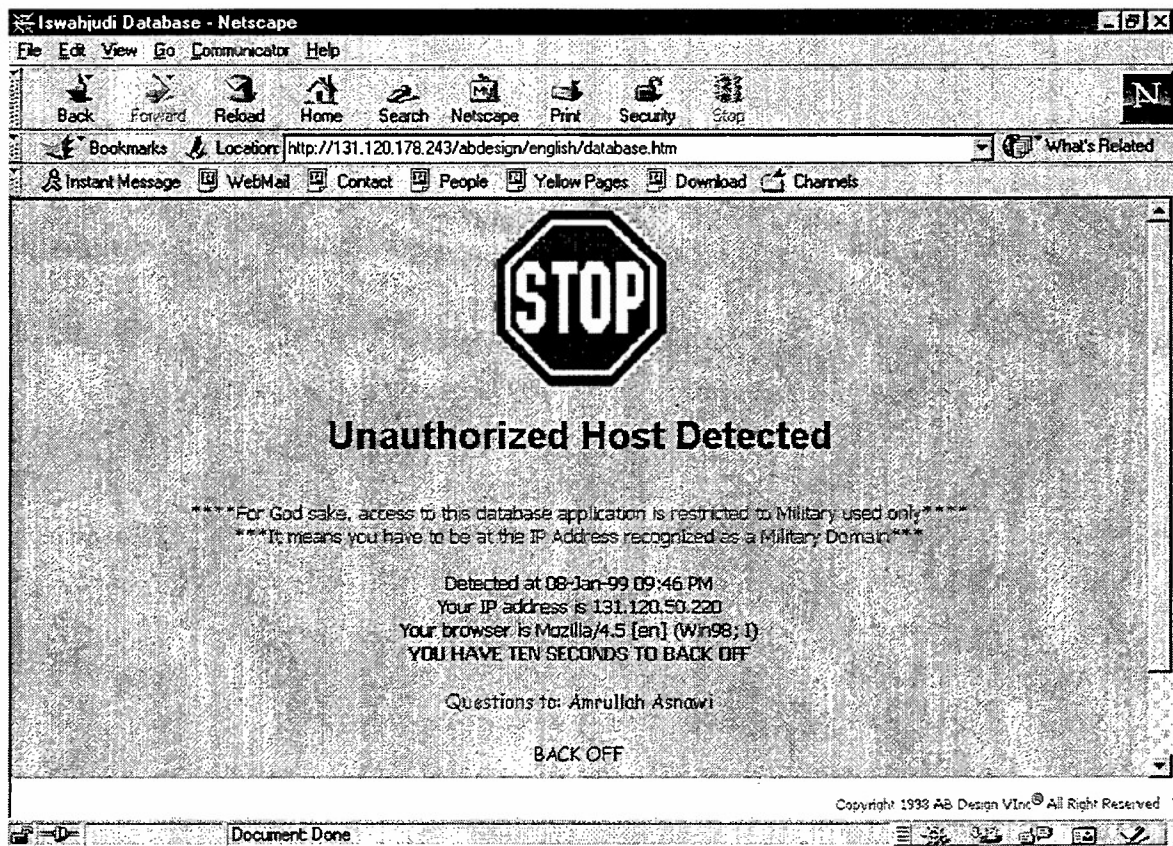 Iswahjudi Database - Netscape
File Edit View Go Communicator Help
Back Forward Reload Home Search Netscape Print Security Stop
N
Bookmarks Location: http://131.120.178.243/abdesign/english/database.htm What's Related
Instant Message WebMail Contact People Yellow Pages Download Channels
STOP
Unauthorized Host Detected
****For God sake, access to this database application is restricted to Military used only****
***It means you have to be at the IP Address recognized as a Military Domain***
Detected at 08-Jan-99 09:46 PM
Your IP address is 131.120.50.220
Your browser is Mozilla/4.5 [en] (Win98; I)
YOU HAVE TEN SECONDS TO BACK OFF
Questions to: Amrullah Asnawi
BACK OFF
Copyright 1998 AB Design VInc® All Right Reserved
Document: Done